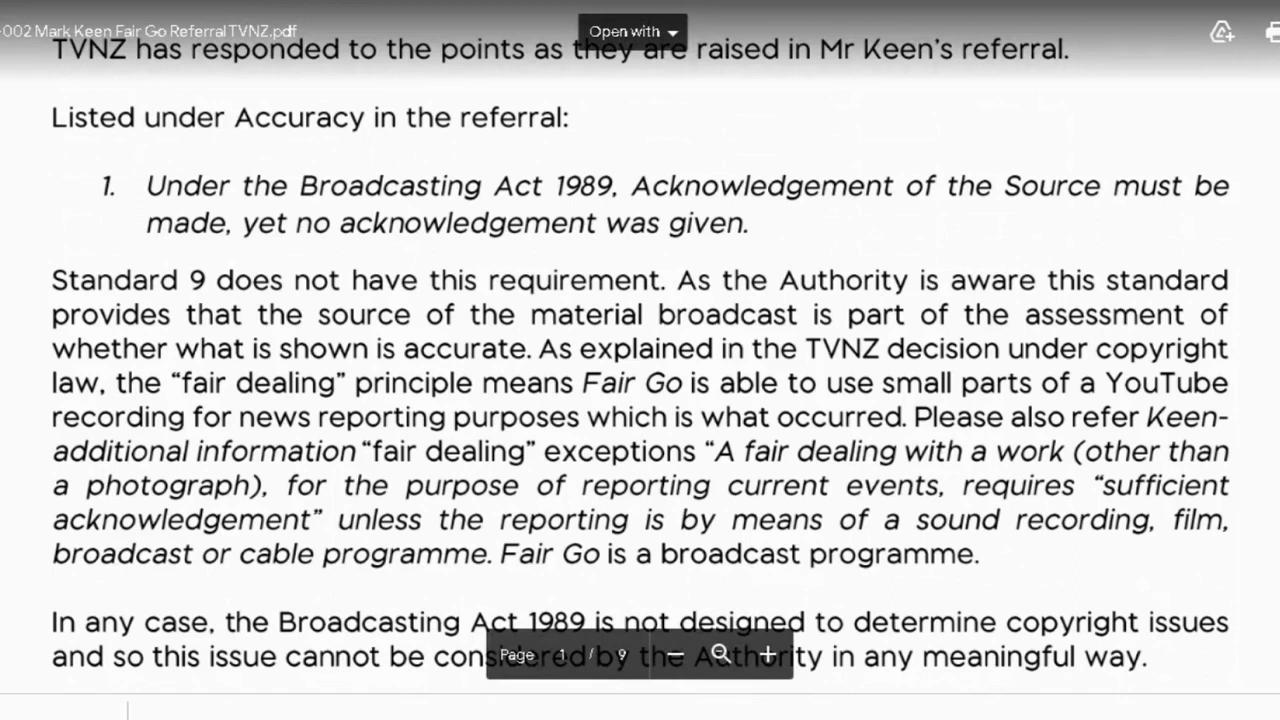 -002 Mark Keen Fair Go Referral TVNZ.pdf
Open with
TVNZ has responded to the points as they are raised in Mr Keen's referral.
Listed under Accuracy in the referral:
1. Under the Broadcasting Act 1989, Acknowledgement of the Source must be
made, yet no acknowledgement was given.
Standard 9 does not have this requirement. As the Authority is aware this standard
provides that the source of the material broadcast is part of the assessment of
whether what is shown is accurate. As explained in the TVNZ decision under copyright
law, the “fair dealing” principle means Fair Go is able to use small parts of a YouTube
recording for news reporting purposes which is what occurred. Please also refer Keen-
additional information “fair dealing” exceptions “A fair dealing with a work (other than
a photograph), for the purpose of reporting current events, requires “sufficient
acknowledgement” unless the reporting is by means of a sound recording, film,
broadcast or cable programme. Fair Go is a broadcast programme.
In any case, the Broadcasting Act 1989 is not designed to determine copyright issues
and so this issue cannot be considered by the Authority in any meaningful way.
Page 1 / 9